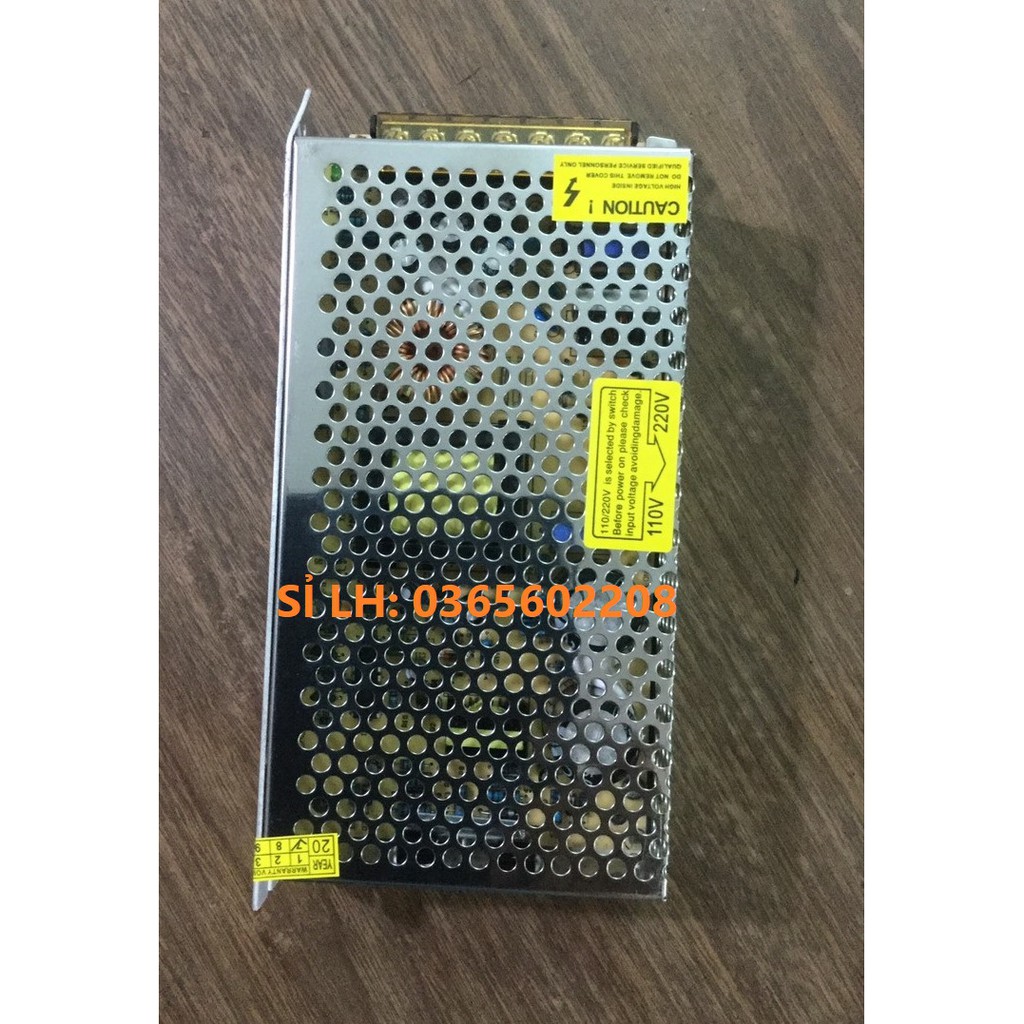 CAUTION !
HIGH VOLTAGE INSIDE
DO NOT REMOVE THIS COVER
QUALIFIED SERVICE PERSONNEL ONLY
110/220V is selected by switch
Before power on please check
input voltage avoidingdamage.
110V 220V
SỈ LH: 0365602208
YEAR 20
1
2 8
3 9